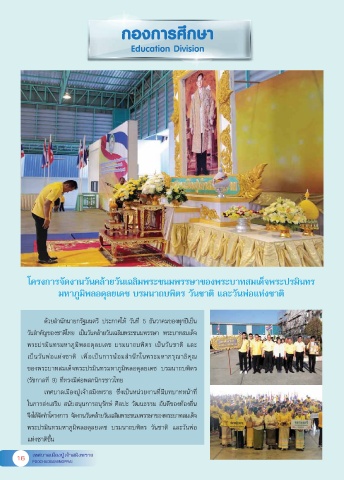 กองการศึกษา
Education Division
โครงการจัดงานวันคล้ายวันเฉลิมพระชนมพรรษาของพระบาทสมเด็จพระปรมินทร
มหาภูมิพลอดุลยเดช บรมนาถบพิตร วันชาติ และวันพ่อแห่งชาติ
ด้วยสำนักนายกรัฐมนตรี ประกาศให้ วันที่ 5 ธันวาคมของทุกปีเป็น
วันสำคัญของชาติไทย เป็นวันคล้ายวันเฉลิมพระชนมพรรษา พระบาทสมเด็จ
พระปรมินทรมหาภูมิพลอดุลยเดช บรมนาถบพิตร เป็นวันชาติ และ
เป็นวันพ่อแห่งชาติ เพื่อเป็นการน้อมสำนึกในพระมหากรุณาธิคุณ
ของพระบาทสมเด็จพระปรมินทรมหาภูมิพลอดุลยเดช บรมนาถบพิตร
(รัชกาลที่ 9) ที่ทรงมีต่อพสกนิกรชาวไทย
เทศบาลเมืองปู่เจ้าสมิงพราย ซึ่งเป็นหน่วยงานที่มีบทบาทหน้าที่
ในการส่งเสริม สนับสนุนการอนุรักษ์ ศิลปะ วัฒนธรรม อันดีของท้องถิ่น
จึงได้จัดทำโครงการ จัดงานวันคล้ายวันเฉลิมพระชนมพรรษาของพระบาทสมเด็จ
พระปรมินทรมหาภูมิพลอดุลยเดช บรมนาถบพิตร วันชาติ และวันพ่อ
แห่งชาติขึ้น
16
เทศบาลเมืองปู่เจ้าสมิงพราย